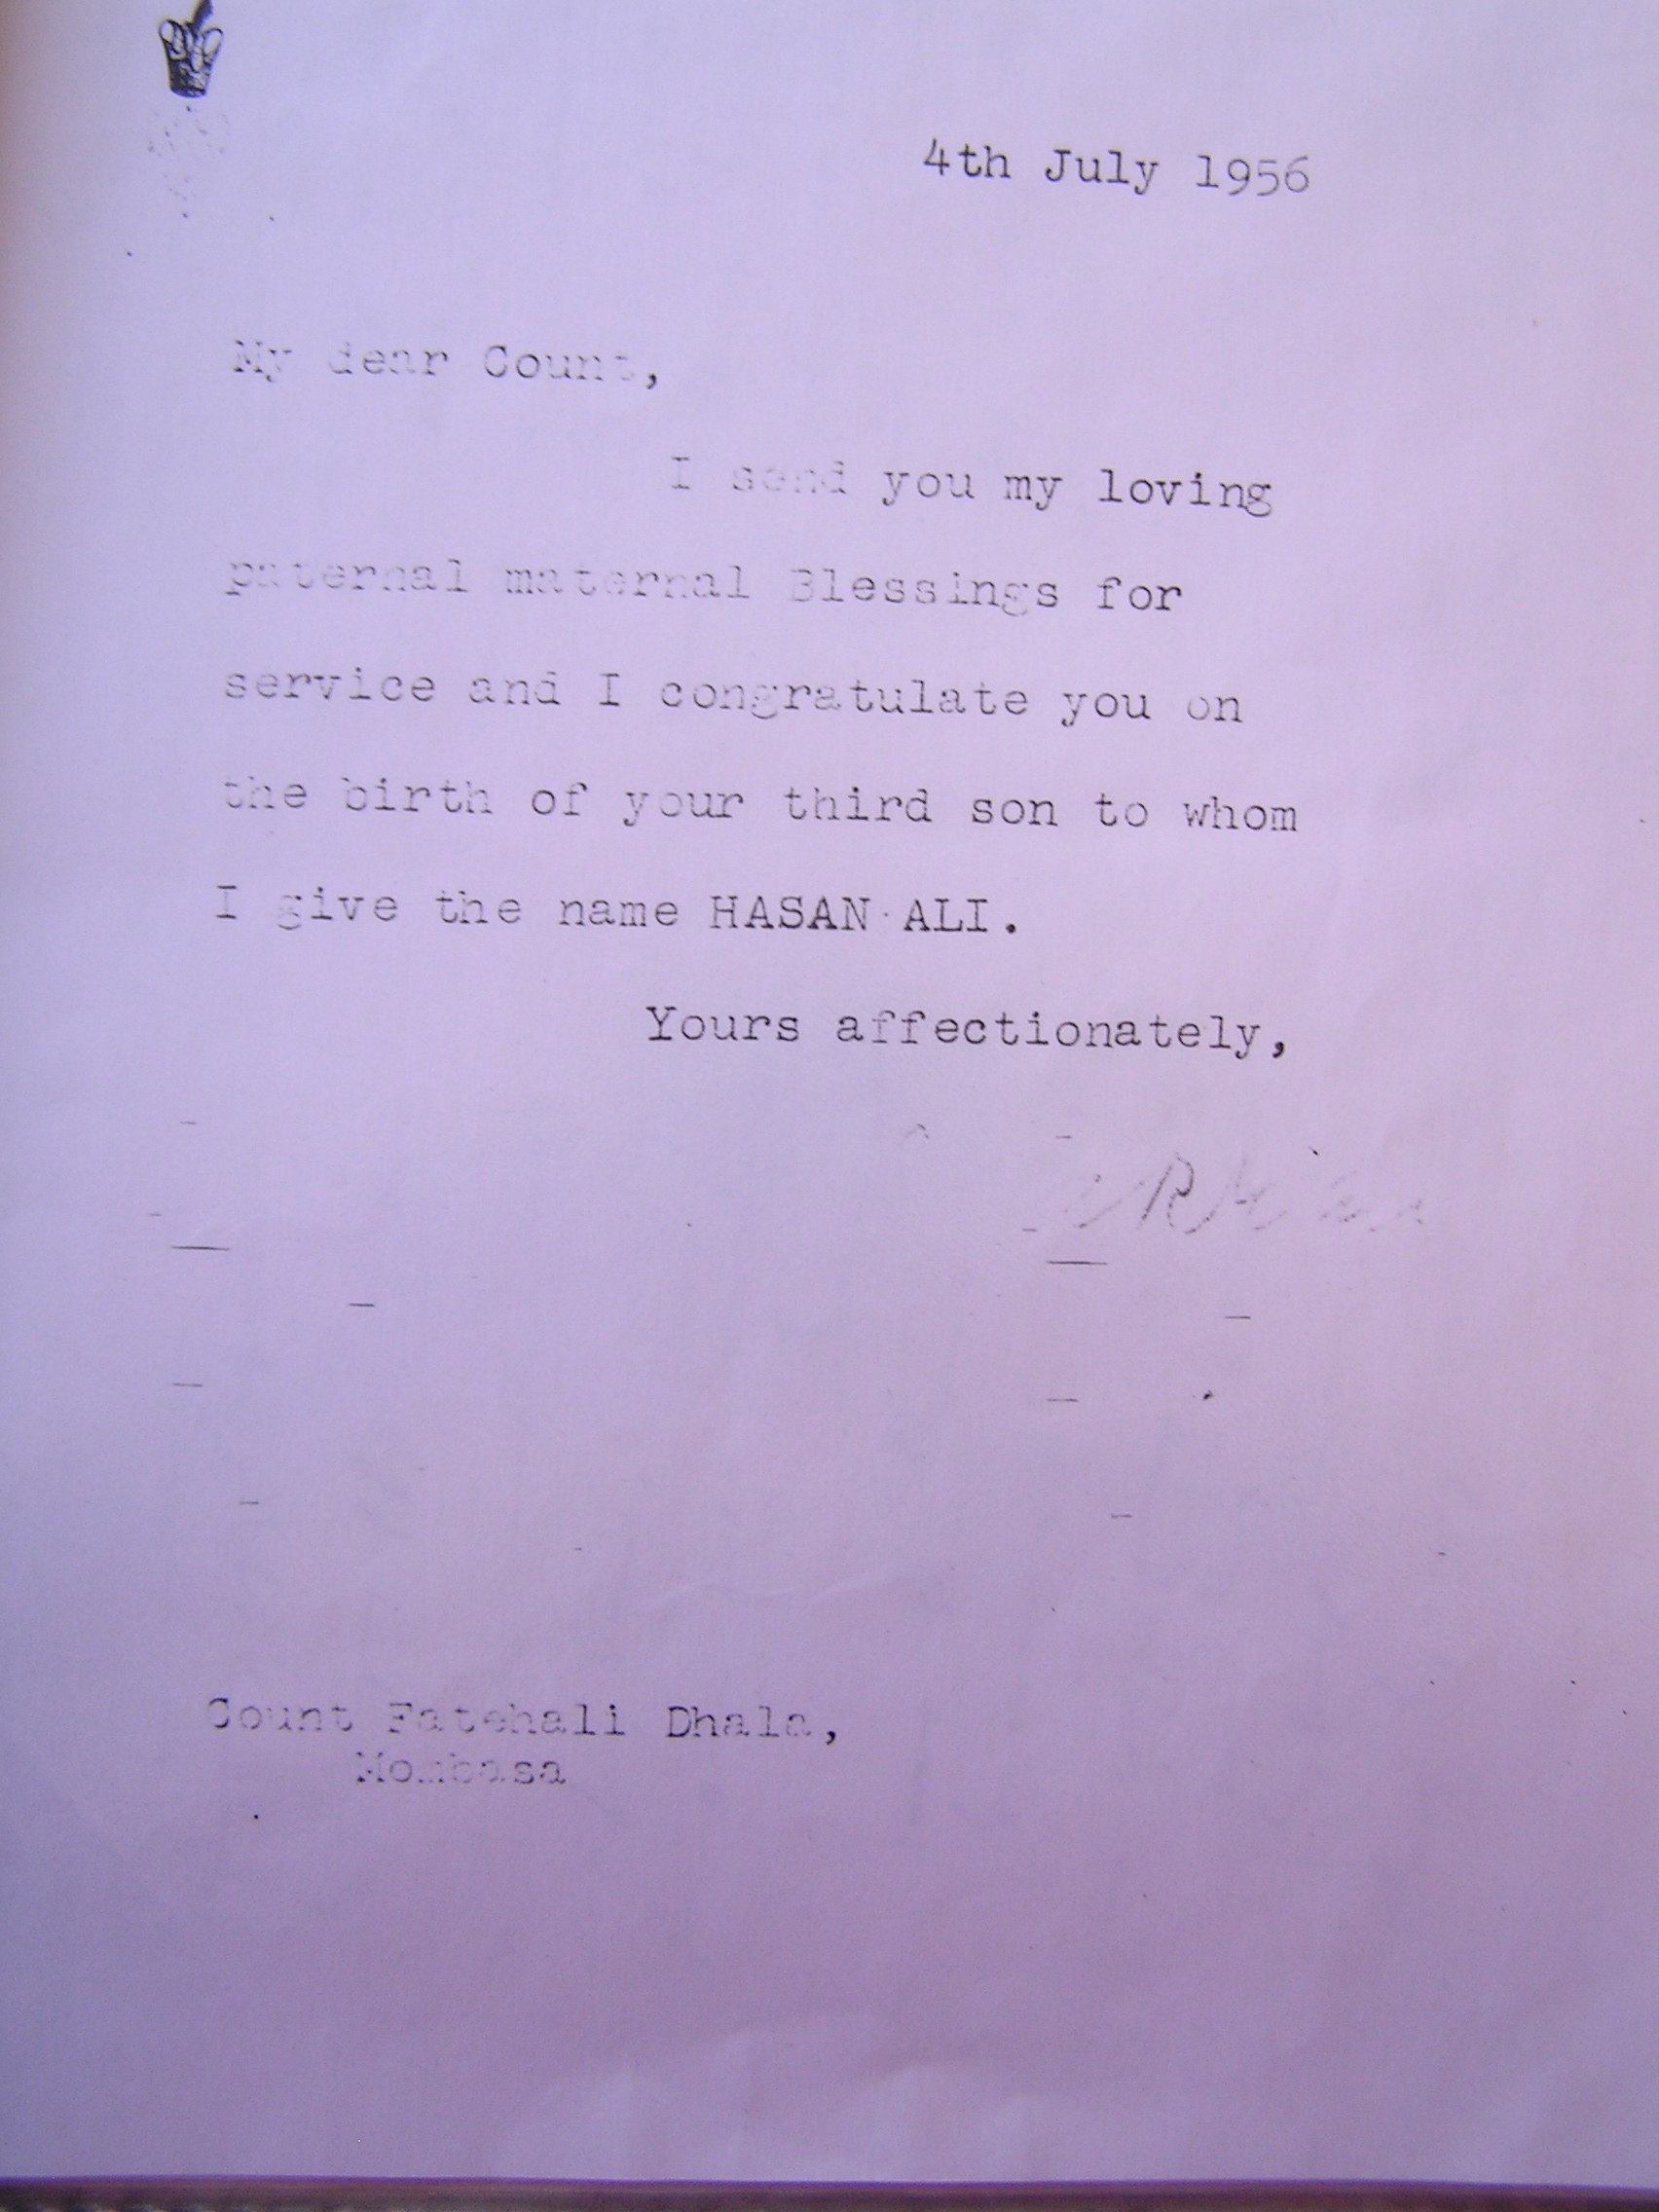 4th July 1956
My dear Count,
I send you my loving
paternal maternal Blessings for
service and I congratulate you on
the birth of your third son to whom
I give the name HASAN ALI.
Yours affectionately,
Count Fatehali Dhala,
Mombasa